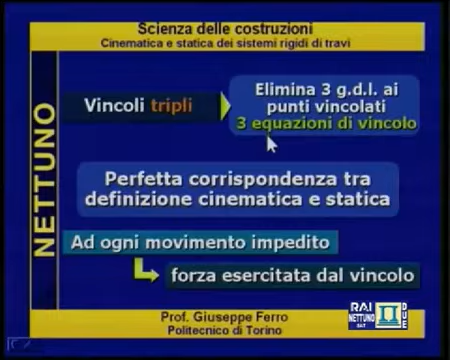 Scienza delle costruzioni
Cinematica e statica dei sistemi rigidi di travi
NETTUNO
Vincoli tripli
Elimina 3 g.d.l. ai
punti vincolati
3 equazioni di vincolo
Perfetta corrispondenza tra
definizione cinematica e statica
Ad ogni movimento impedito
forza esercitata dal vincolo
Prof. Giuseppe Ferro
Politecnico di Torino
RAI
NETTUNO
SAT
DUE